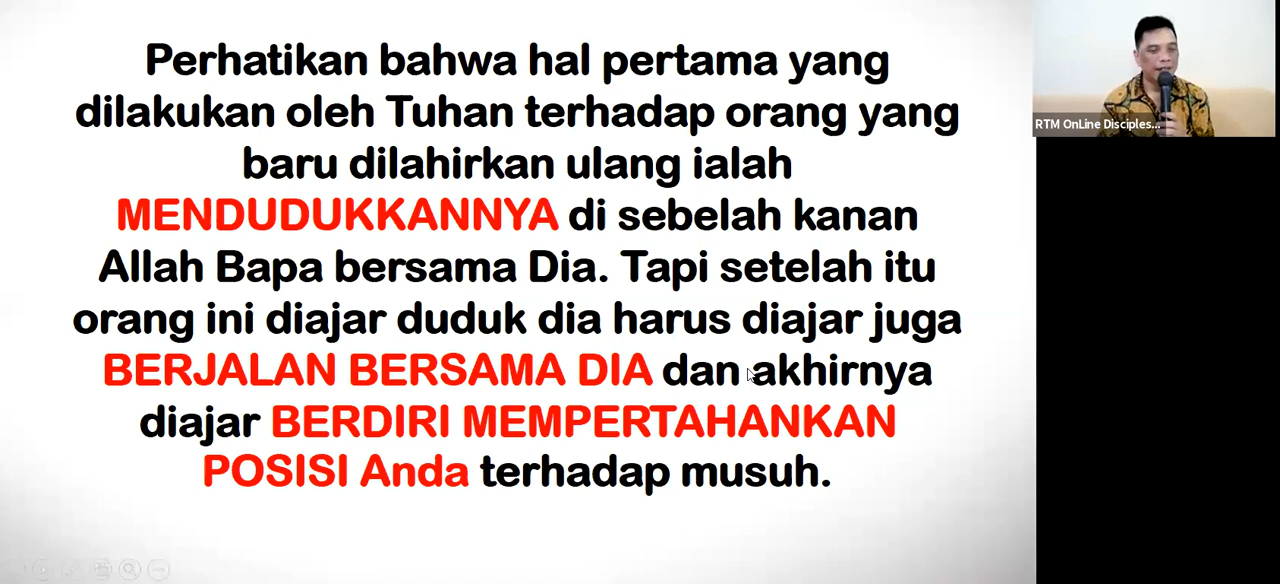 Perhatikan bahwa hal pertama yang
dilakukan oleh Tuhan terhadap orang yang
baru dilahirkan ulang ialah
MENDUDUKKANNYA di sebelah kanan
Allah Bapa bersama Dia. Tapi setelah itu
orang ini diajar duduk dia harus diajar juga
BERJALAN BERSAMA DIA dan akhirnya
diajar BERDIRI MEMPERTAHANKAN
POSISI Anda terhadap musuh.
RTM OnLine Disciples...